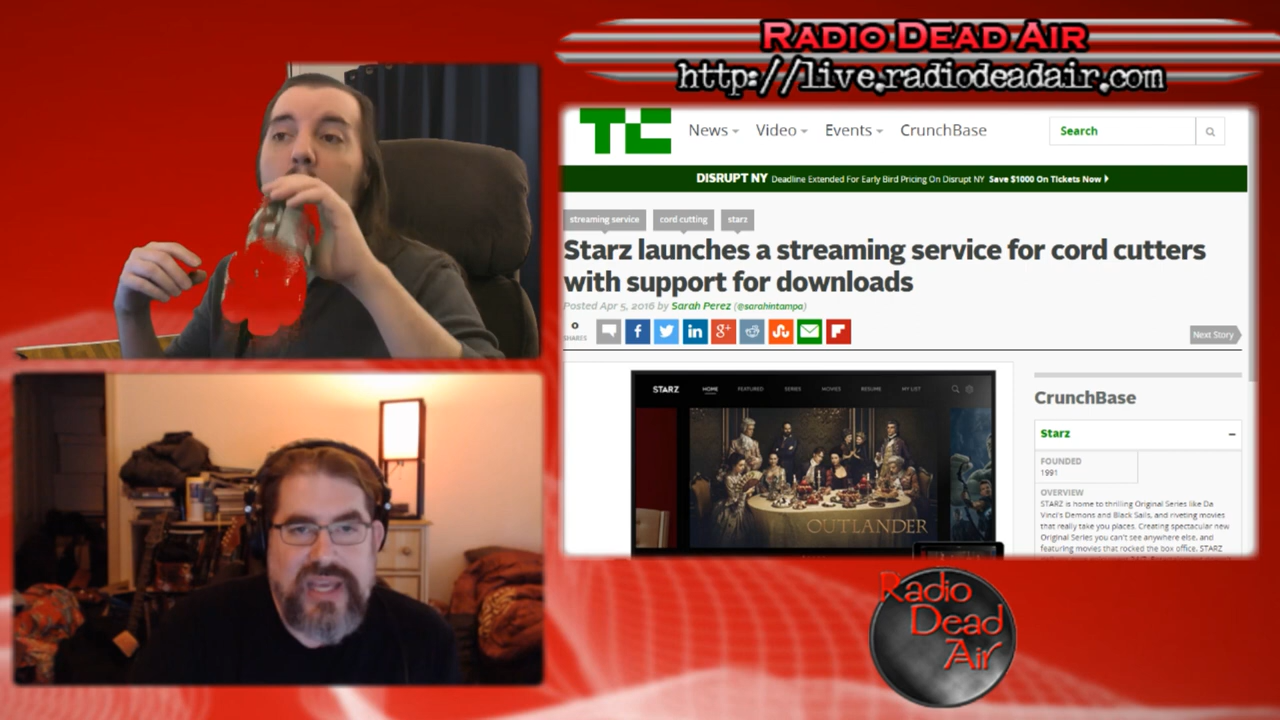 RADIO DEAD AIR
http://live.radiodeadair.com
TC
News
Video
Events
CrunchBase
Search
DISRUPT NY Deadline Extended For Early Bird Pricing On Disrupt NY Save $1000 On Tickets Now
streaming service
cord cutting
starz
Starz launches a streaming service for cord cutters
with support for downloads
Posted Apr 5, 2016 by Sarah Perez (@sarahintampa)
0
SHARES
Next Story
STARZ
HOME
FEATURED
SERIES
MOVIES
RESUME
MY LIST
OUTLANDER
CrunchBase
Starz
FOUNDED
1991
OVERVIEW
STARZ is home to thrilling Original Series like Da
Vinci's Demons and Black Sails, and riveting movies
that really take you places. Creating spectacular new
Original Series you can't see anywhere else, and
featuring movies that rocked the box office. STARZ
Radio
Dead
Air